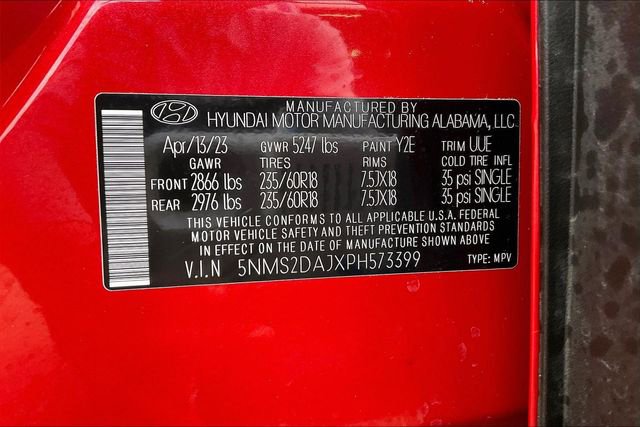 MANUFACTURED BY
HYUNDAI MOTOR MANUFACTURING ALABAMA, LLC
Apr/13/23 GVWR 5247 lbs PAINT Y2E TRIM UUE
GAWR TIRES RIMS COLD TIRE INFL
FRONT 2866 lbs 235/60R18 7.5JX18 35 psi SINGLE
REAR 2976 lbs 235/60R18 7.5JX18 35 psi SINGLE
THIS VEHICLE CONFORMS TO ALL APPLICABLE U.S.A. FEDERAL
MOTOR VEHICLE SAFETY AND THEFT PREVENTION STANDARDS
IN EFFECT ON THE DATE OF MANUFACTURE SHOWN ABOVE
V.I.N 5NMS2DAJXPH573399 TYPE: MPV